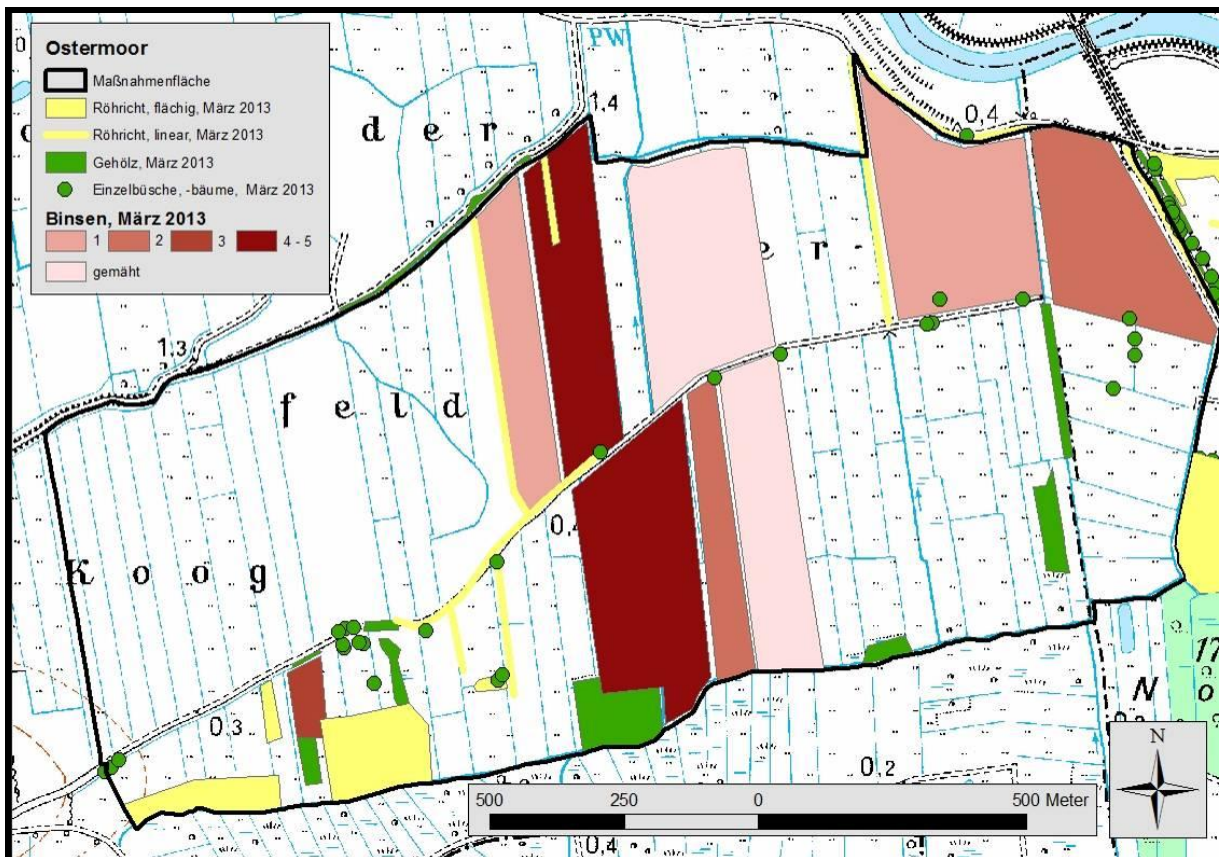 Ostermoor
Maßnahmenfläche
Röhricht, flächig, März 2013
Röhricht, linear, März 2013
Gehölz, März 2013
Einzelbüsche, -bäume, März 2013
Binsen, März 2013
1 2 3 4 - 5
gemäht
PW
1,4
0,4
d e r
e r -
1,3
f e l d
0,4
K o o g
17
N o
0,3
0,2
0,4
N
500 250 0 500 Meter